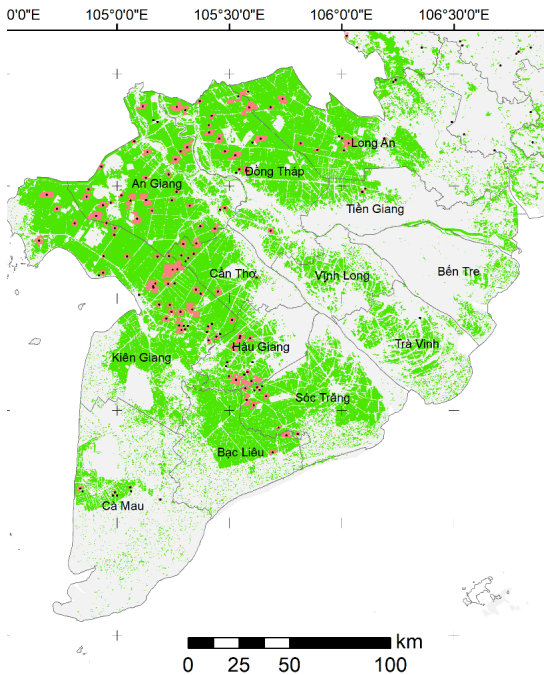 0'0"E 105°0'0"E 105°30'0"E 106°0'0"E 106°30'0"E
Long An
Đồng Tháp
An Giang
Tiền Giang
Cần Thơ
Vĩnh Long
Bến Tre
Trà Vinh
Kiên Giang
Hậu Giang
Sóc Trăng
Bạc Liêu
Cà Mau
km
0 25 50 100